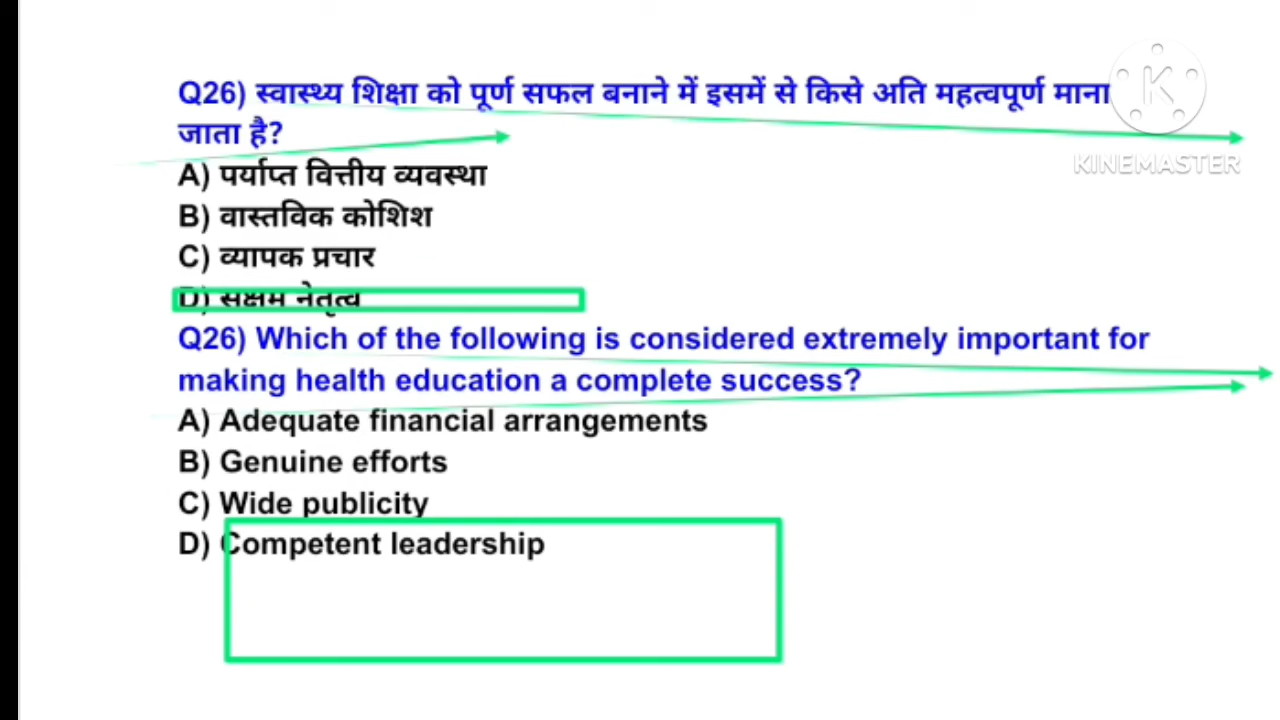 Q26) स्वास्थ्य शिक्षा को पूर्ण सफल बनाने में इसमें से किसे अति महत्वपूर्ण माना
जाता है?
KINEMASTER
A) पर्याप्त वित्तीय व्यवस्था
B) वास्तविक कोशिश
C) व्यापक प्रचार
D) सक्षम नेतृत्व
Q26) Which of the following is considered extremely important for
making health education a complete success?
A) Adequate financial arrangements
B) Genuine efforts
C) Wide publicity
D) Competent leadership